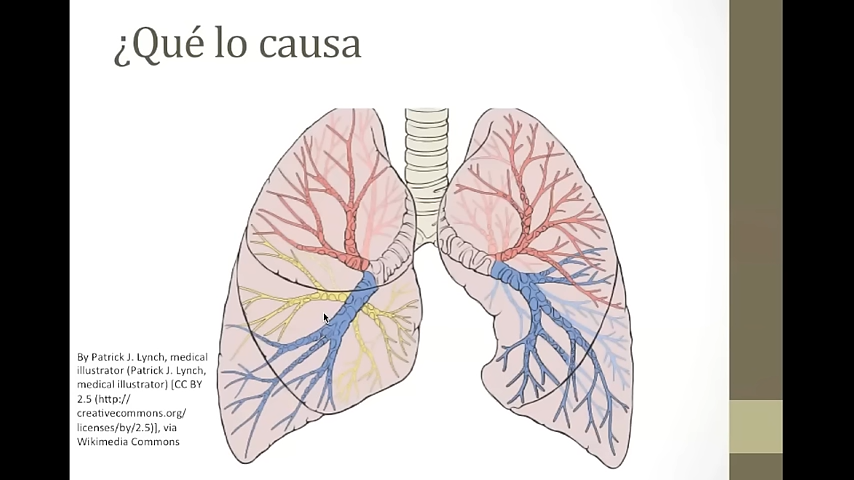 ¿Qué lo causa
By Patrick J. Lynch, medical
illustrator (Patrick J. Lynch,
medical illustrator) [CC BY
2.5 (http://
creativecommons.org/
licenses/by/2.5)], via
Wikimedia Commons